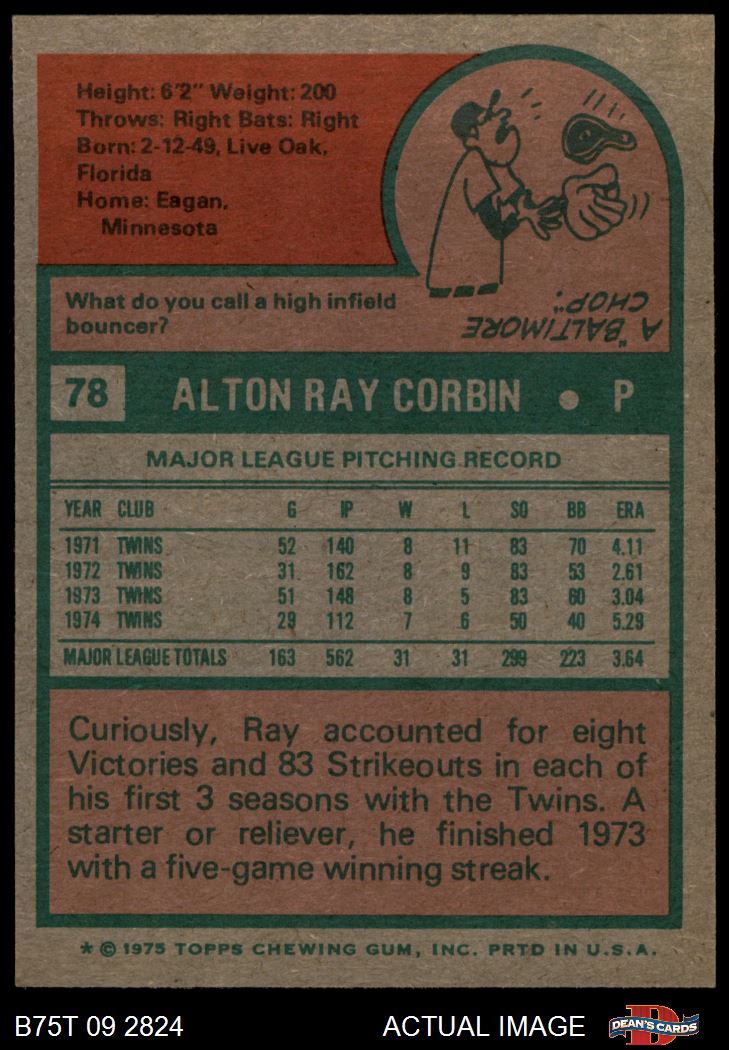 Height: 6'2" Weight: 200
Throws: Right Bats: Right
Born: 2-12-49, Live Oak,
Florida
Home: Eagan,
Minnesota
What do you call a high infield
bouncer?
A "BALTIMORE
CHOP."
78 ALTON RAY CORBIN • P
MAJOR LEAGUE PITCHING RECORD
YEAR CLUB G IP W L SO BB ERA
1971 TWINS 52 140 8 11 83 70 4.11
1972 TWINS 31 162 8 9 83 53 2.61
1973 TWINS 51 148 8 5 83 60 3.04
1974 TWINS 29 112 7 6 50 40 5.29
MAJOR LEAGUE TOTALS 163 562 31 31 299 223 3.64
Curiously, Ray accounted for eight
Victories and 83 Strikeouts in each of
his first 3 seasons with the Twins. A
starter or reliever, he finished 1973
with a five-game winning streak.
* © 1975 TOPPS CHEWING GUM, INC. PRTD IN U.S.A.
B75T 09 2824 ACTUAL IMAGE DEAN'S CARDS